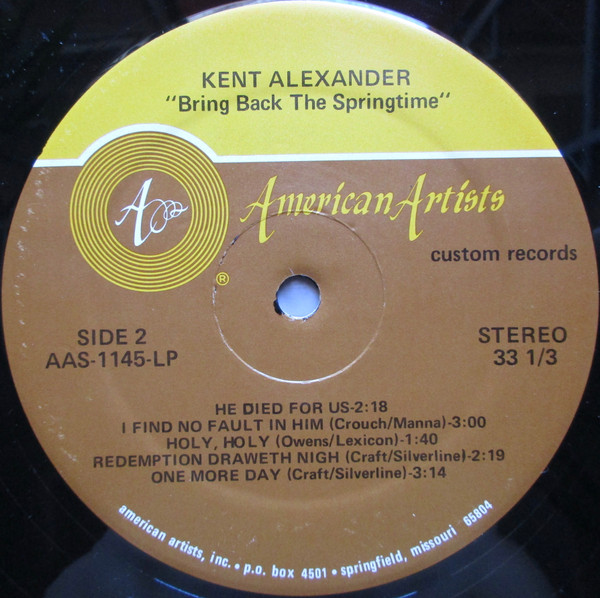 KENT ALEXANDER
"Bring Back The Springtime"
A
American Artists
®
custom records
SIDE 2
AAS-1145-LP
STEREO
33 1/3
HE DIED FOR US-2:18
I FIND NO FAULT IN HIM (Crouch/Manna)-3:00
HOLY, HOLY (Owens/Lexicon)-1:40
REDEMPTION DRAWETH NIGH (Craft/Silverline)-2:19
ONE MORE DAY (Craft/Silverline)-3:14
american artists, inc. • p.o. box 4501 • springfield, missouri 65804